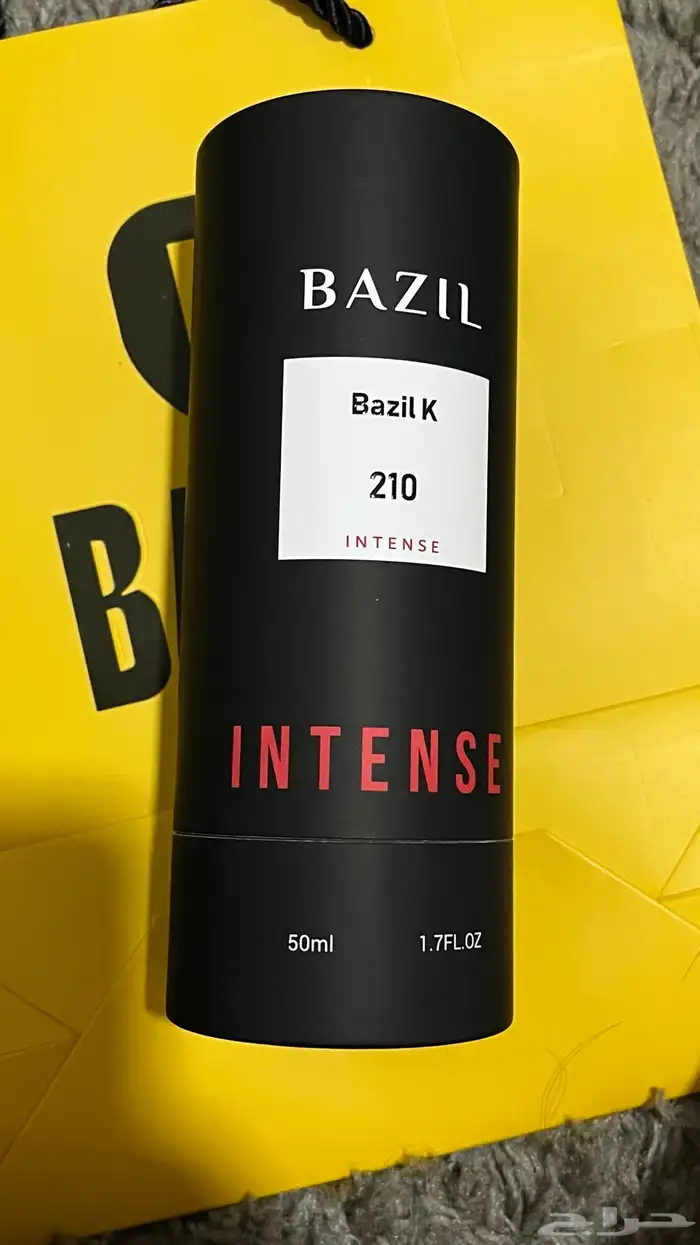 BAZIL
Bazil K
210
INTENSE
INTENSE
50ml 1.7FL.OZ
حراج